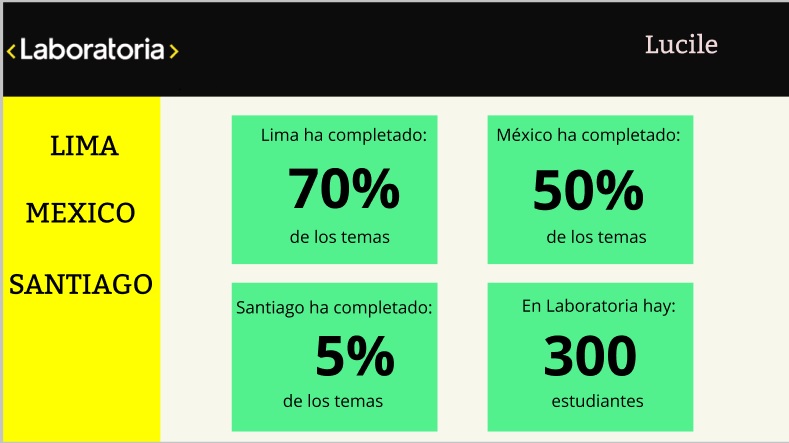 <Laboratoria>
Lucile
LIMA
MEXICO
SANTIAGO
Lima ha completado:
70%
de los temas
México ha completado:
50%
de los temas
Santiago ha completado:
5%
de los temas
En Laboratoria hay:
300
estudiantes